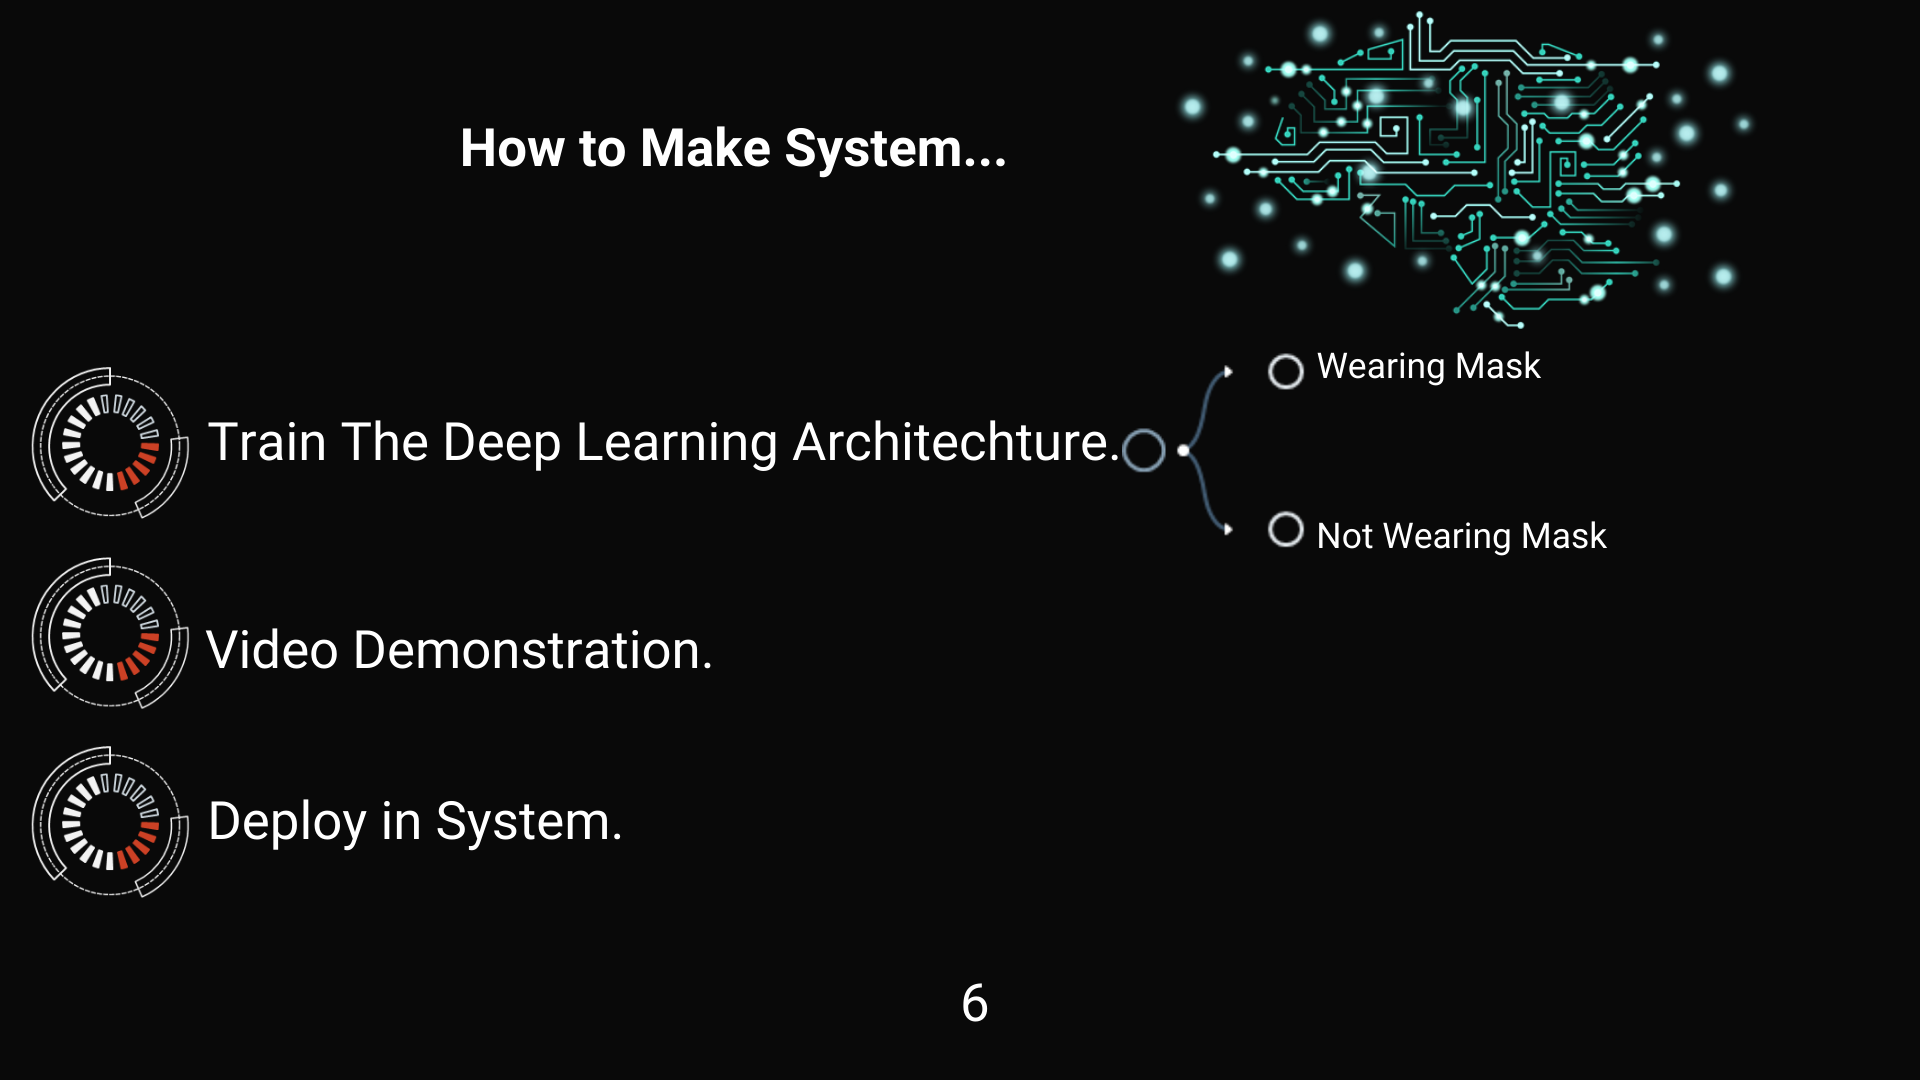 How to Make System...
Train The Deep Learning Architechture.
Wearing Mask
Not Wearing Mask
Video Demonstration.
Deploy in System.
6